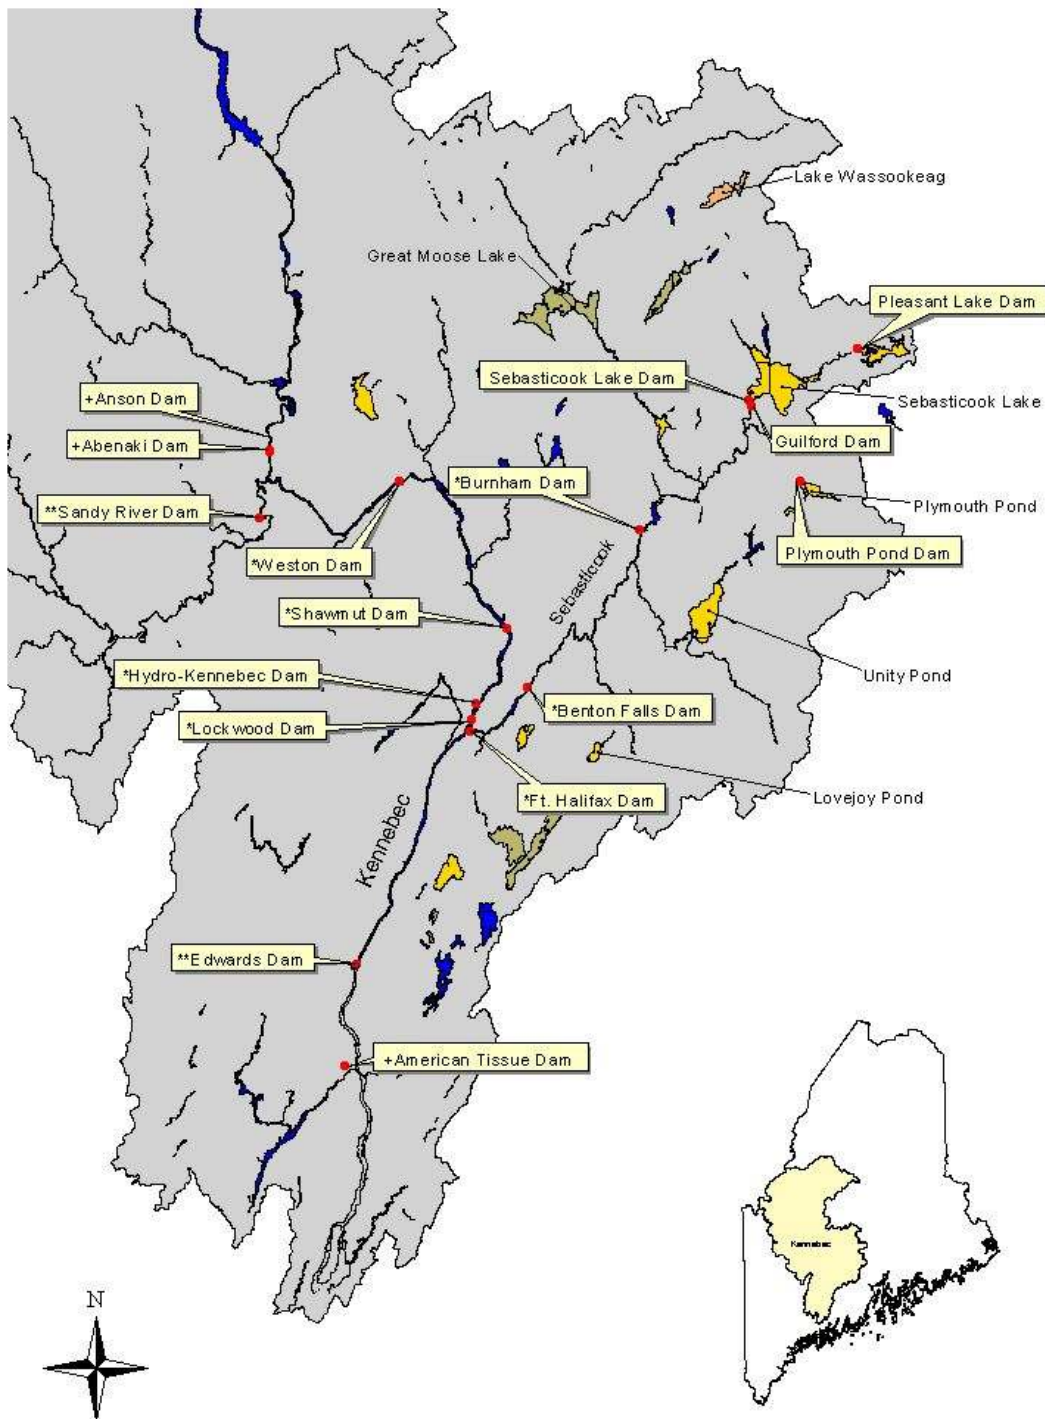 Lake Wassookeag
Great Moose Lake
Pleasant Lake Dam
Sebasticook Lake Dam
+Anson Dam
Sebasticook Lake
+Abenaki Dam
Guilford Dam
*Burnham Dam
**Sandy River Dam
Plymouth Pond
Plymouth Pond Dam
*Weston Dam
Sebasticook
*Shawmut Dam
*Hydro-Kennebec Dam
Unity Pond
*Benton Falls Dam
*Lockwood Dam
*Ft. Halifax Dam
Lovejoy Pond
Kennebec
**Edwards Dam
+American Tissue Dam
Kennebec
N